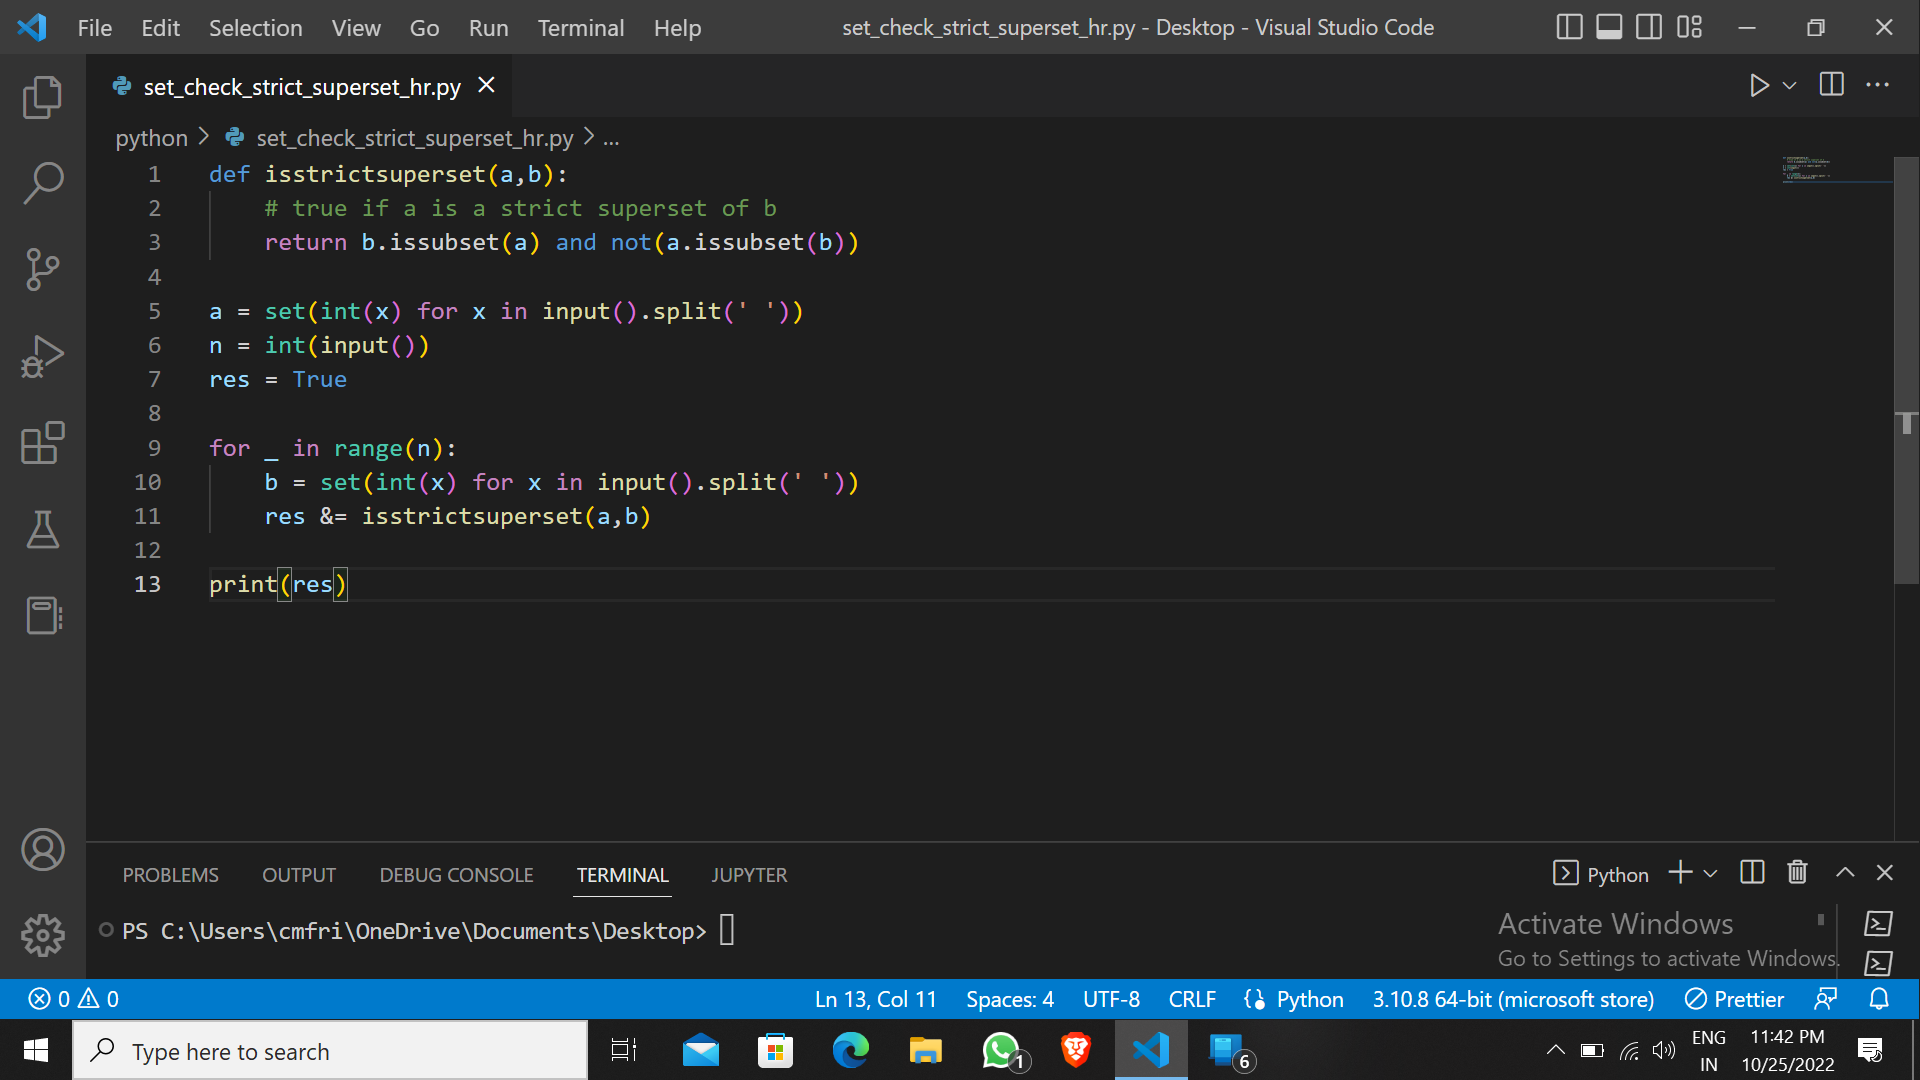 File Edit Selection View Go Run Terminal Help set_check_strict_superset_hr.py - Desktop - Visual Studio Code
set_check_strict_superset_hr.py
python > set_check_strict_superset_hr.py > ...
1 def isstrictsuperset(a,b):
2     # true if a is a strict superset of b
3     return b.issubset(a) and not(a.issubset(b))
4
5 a = set(int(x) for x in input().split(' '))
6 n = int(input())
7 res = True
8
9 for _ in range(n):
10     b = set(int(x) for x in input().split(' '))
11     res &= isstrictsuperset(a,b)
12
13 print(res)
PROBLEMS OUTPUT DEBUG CONSOLE TERMINAL JUPYTER Python
PS C:\Users\cmfri\OneDrive\Documents\Desktop>
Activate Windows
Go to Settings to activate Windows.
0 0 Ln 13, Col 11 Spaces: 4 UTF-8 CRLF Python 3.10.8 64-bit (microsoft store) Prettier
Type here to search 1 6 ENG 11:42 PM
IN 10/25/2022